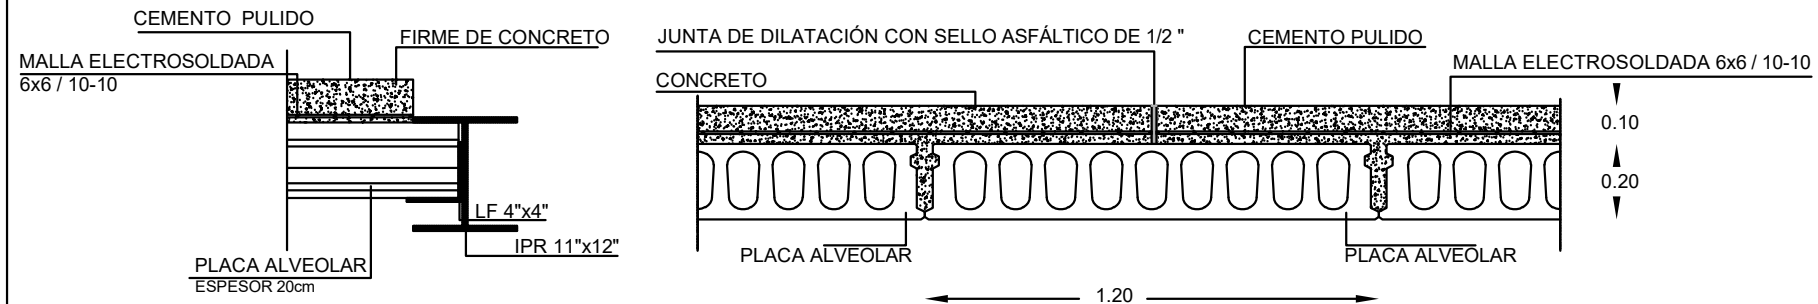 CEMENTO PULIDO
FIRME DE CONCRETO
MALLA ELECTROSOLDADA
6x6 / 10-10
LF 4"x4"
IPR 11"x12"
PLACA ALVEOLAR
ESPESOR 20cm
JUNTA DE DILATACIÓN CON SELLO ASFÁLTICO DE 1/2 "
CEMENTO PULIDO
MALLA ELECTROSOLDADA 6x6 / 10-10
CONCRETO
0.10
0.20
PLACA ALVEOLAR
PLACA ALVEOLAR
1.20